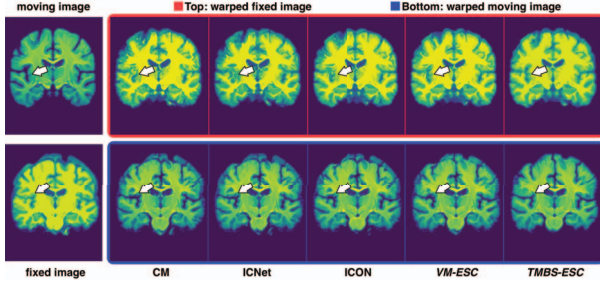 moving image
Top: warped fixed image
Bottom: warped moving image
fixed image
CM
ICNet
ICON
VM-ESC
TMBS-ESC